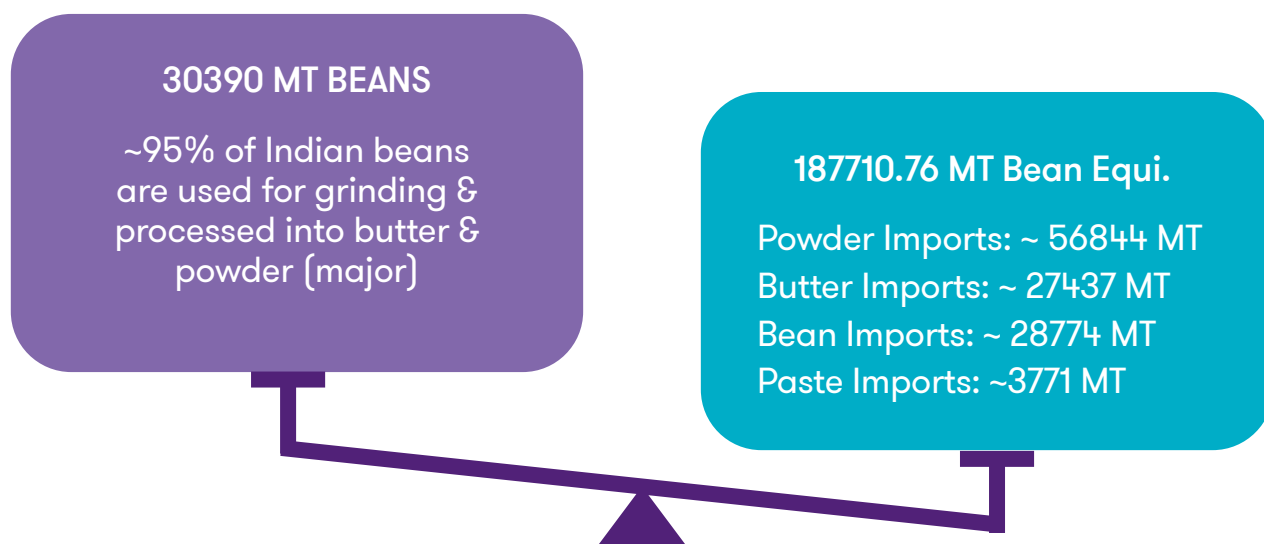 30390 MT BEANS
~95% of Indian beans
are used for grinding &
processed into butter &
powder (major)
187710.76 MT Bean Equi.
Powder Imports: ~ 56844 MT
Butter Imports: ~ 27437 MT
Bean Imports: ~ 28774 MT
Paste Imports: ~3771 MT